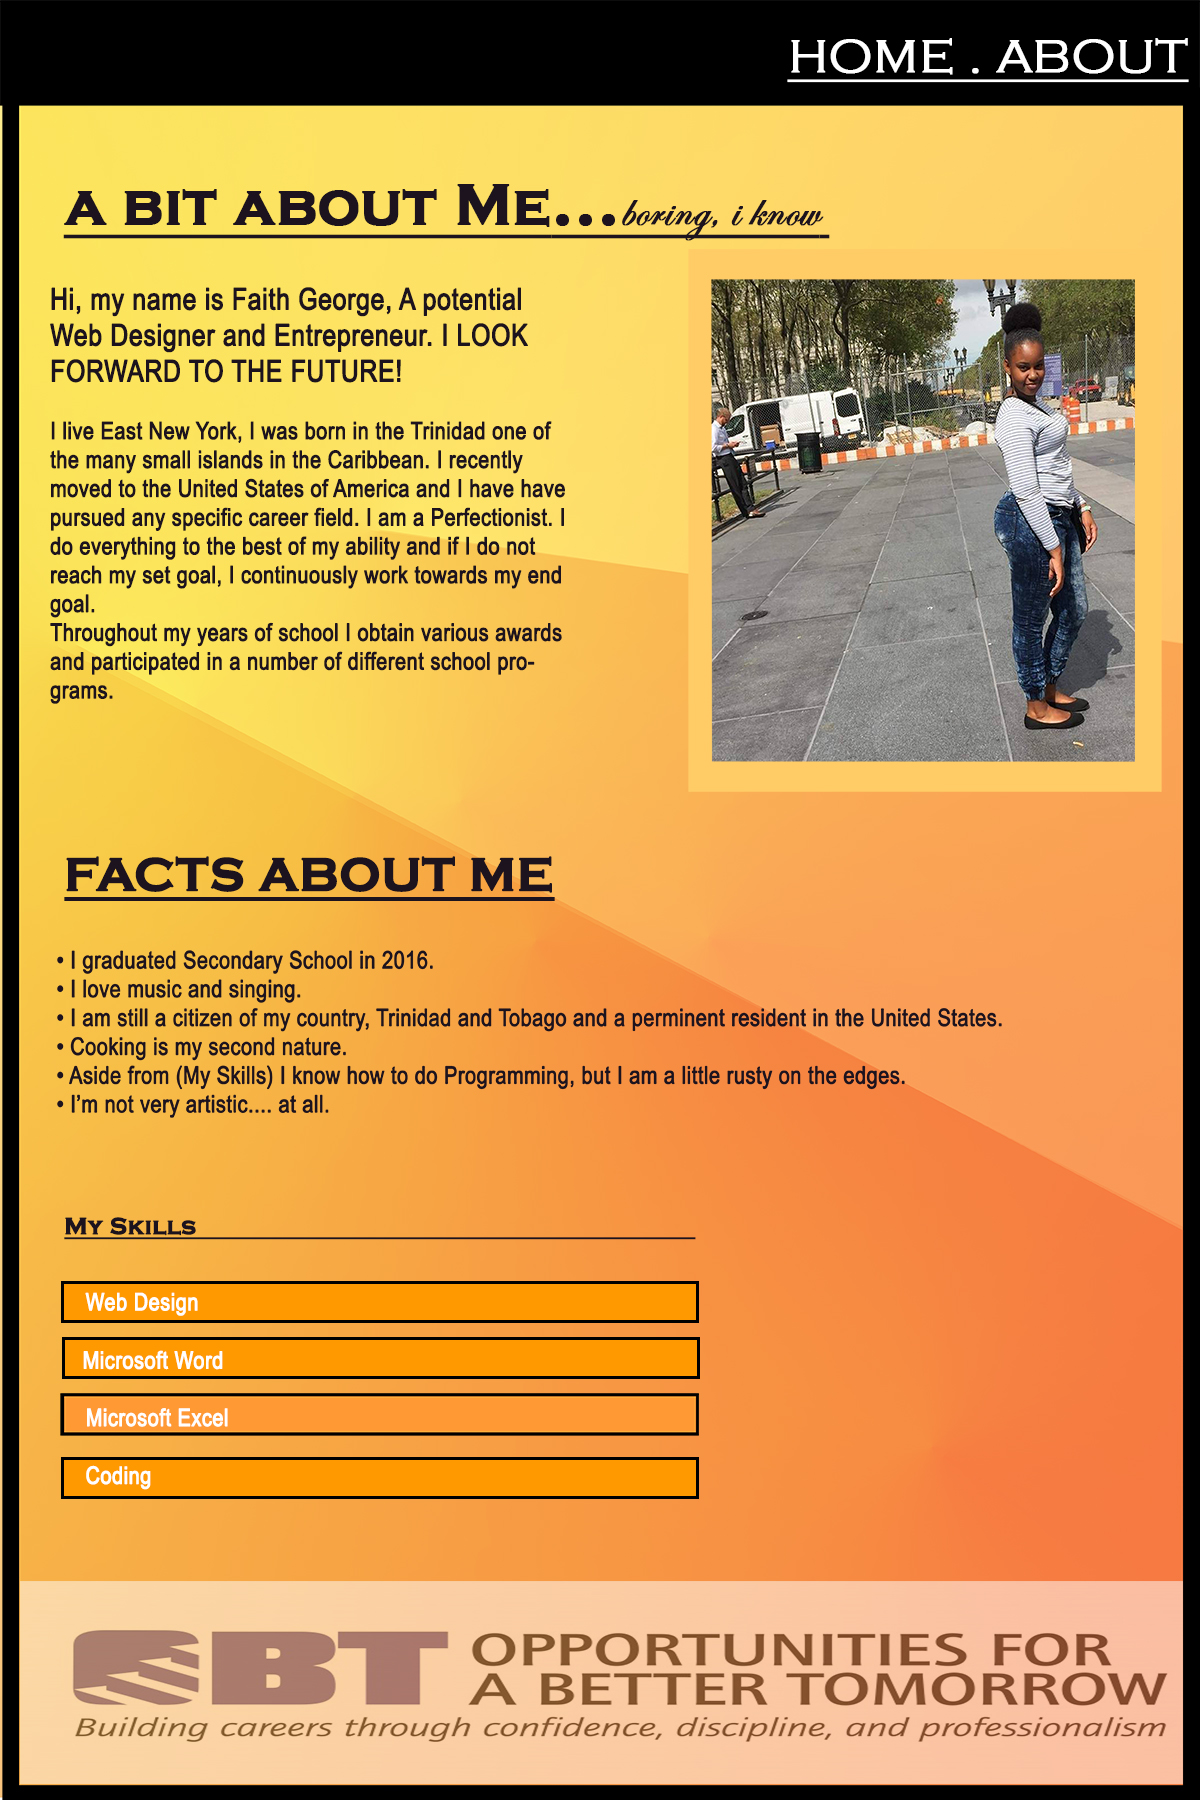 HOME . ABOUT
A BIT ABOUT ME...boring, i know
Hi, my name is Faith George, A potential
Web Designer and Entrepreneur. I LOOK
FORWARD TO THE FUTURE!
I live East New York, I was born in the Trinidad one of
the many small islands in the Caribbean. I recently
moved to the United States of America and I have have
pursued any specific career field. I am a Perfectionist. I
do everything to the best of my ability and if I do not
reach my set goal, I continuously work towards my end
goal.
Throughout my years of school I obtain various awards
and participated in a number of different school pro-
grams.
FACTS ABOUT ME
• I graduated Secondary School in 2016.
• I love music and singing.
• I am still a citizen of my country, Trinidad and Tobago and a perminent resident in the United States.
• Cooking is my second nature.
• Aside from (My Skills) I know how to do Programming, but I am a little rusty on the edges.
• I'm not very artistic.... at all.
My Skills
Web Design
Microsoft Word
Microsoft Excel
Coding
SBT OPPORTUNITIES FOR
A BETTER TOMORROW
Building careers through confidence, discipline, and professionalism